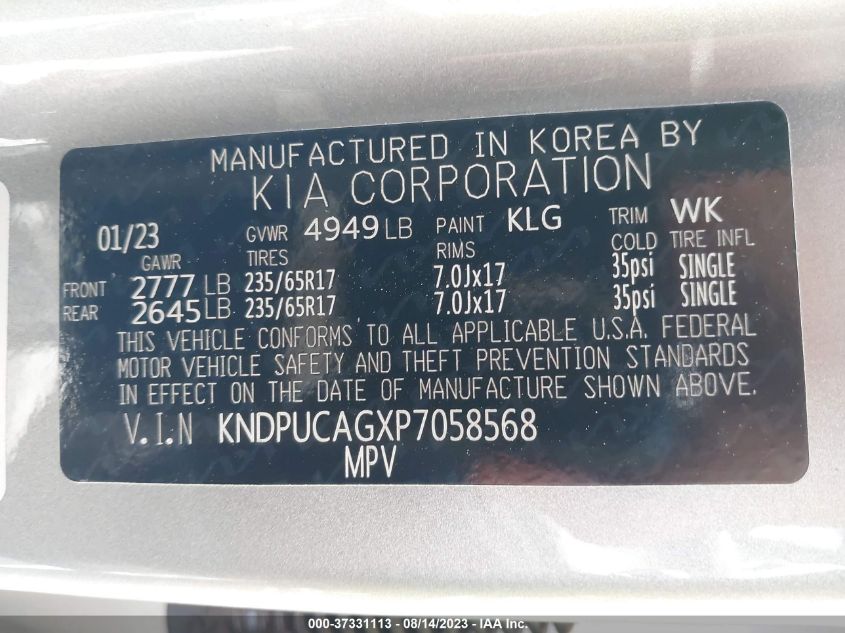 MANUFACTURED IN KOREA BY
KIA CORPORATION
01/23 GVWR 4949 LB PAINT KLG TRIM WK
GAWR TIRES RIMS COLD TIRE INFL
FRONT 2777 LB 235/65R17 7.0Jx17 35psi SINGLE
REAR 2645 LB 235/65R17 7.0Jx17 35psi SINGLE
THIS VEHICLE CONFORMS TO ALL APPLICABLE U.S.A. FEDERAL
MOTOR VEHICLE SAFETY AND THEFT PREVENTION STANDARDS
IN EFFECT ON THE DATE OF MANUFACTURE SHOWN ABOVE.
V.I.N KNDPUCAGXP7058568
MPV
000-37331113 - 08/14/2023 - IAA Inc.